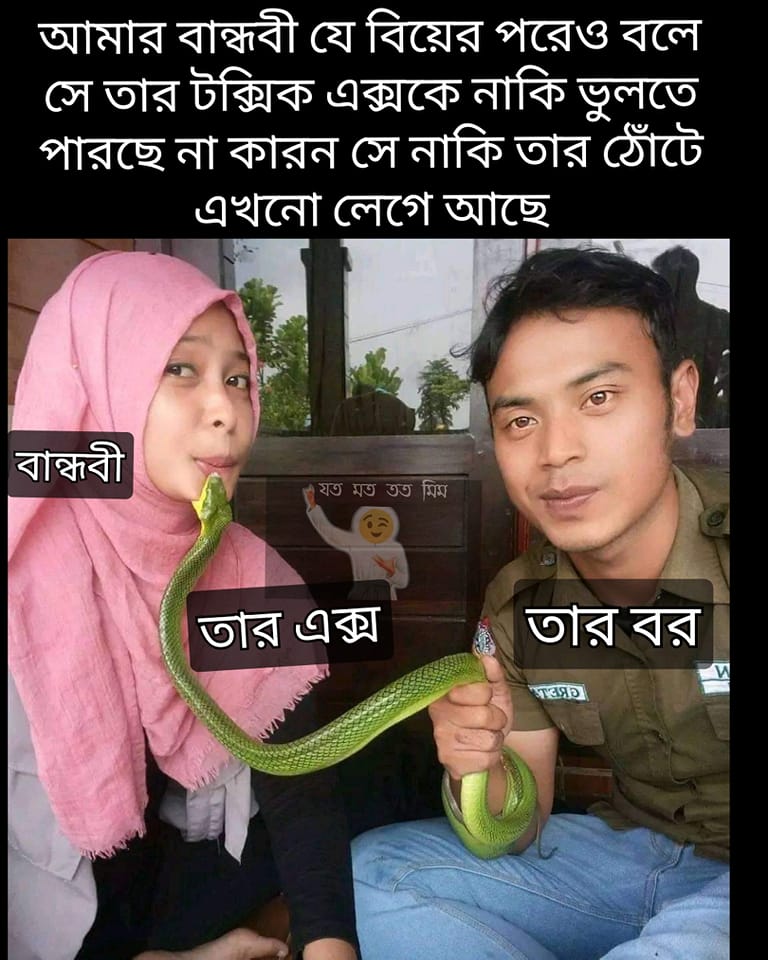 আমার বান্ধবী যে বিয়ের পরেও বলে
সে তার টক্সিক এক্সকে নাকি ভুলতে
পারছে না কারন সে নাকি তার ঠোঁটে
এখনো লেগে আছে
বান্ধবী
যত মত তত মিম
তার এক্স
তার বর